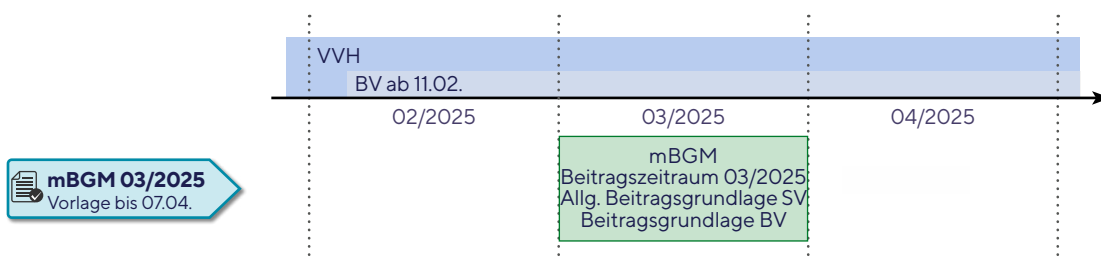 VVH
BV ab 11.02.
02/2025
03/2025
04/2025
mBGM 03/2025
Vorlage bis 07.04.
mBGM
Beitragszeitraum 03/2025
Allg. Beitragsgrundlage SV
Beitragsgrundlage BV